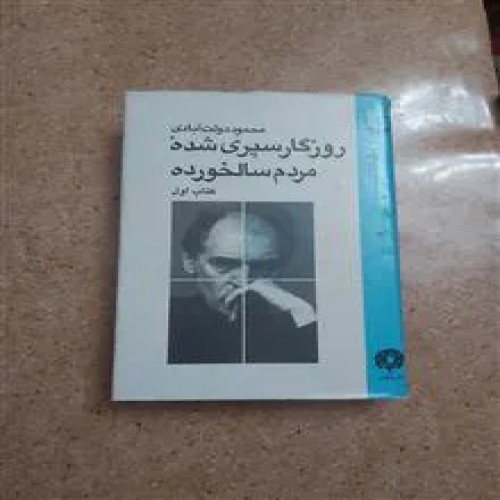 محمود دولت‌آبادی
روزگار سپری شدهٔ
مردم سالخورده
کتاب اول